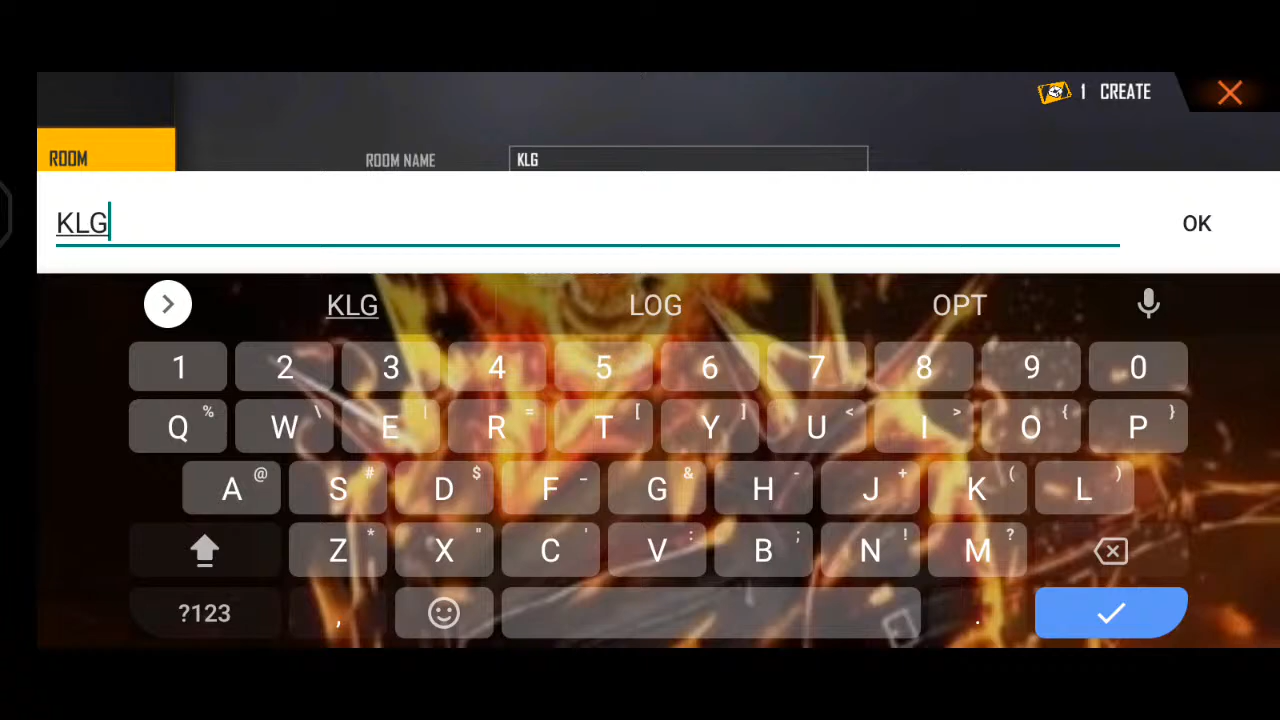 1 CREATE
ROOM
ROOM NAME KLG
KLG OK
KLG LOG OPT
1 2 3 4 5 6 7 8 9 0
Q % W \ E | R = T [ Y ] U < I > O { P }
A @ S # D $ F _ G & H - J + K ( L )
Z * X " C ' V : B ; N ! M ?
?123 , .